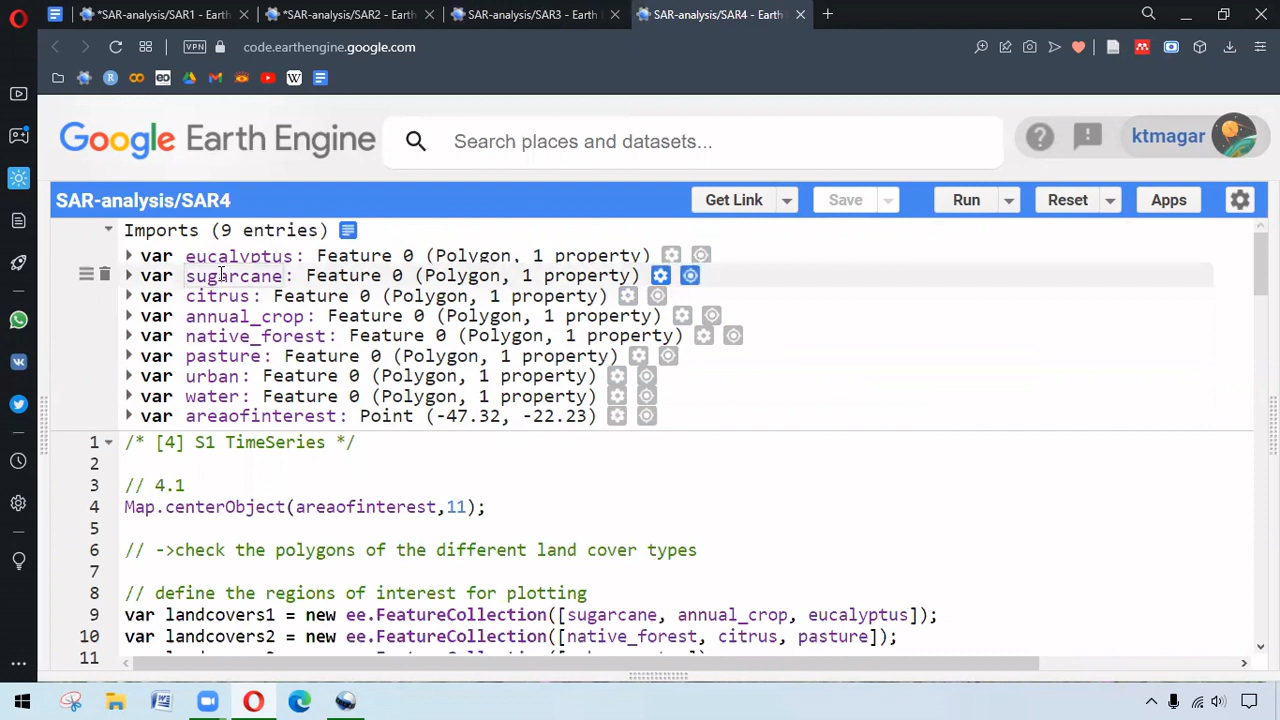 *SAR-analysis/SAR1 - Earth
*SAR-analysis/SAR2 - Earth
SAR-analysis/SAR3 - Earth
SAR-analysis/SAR4 - Earth
VPN code.earthengine.google.com
Google Earth Engine
Search places and datasets...
ktmagar
SAR-analysis/SAR4
Get Link
Save
Run
Reset
Apps
Imports (9 entries)
var eucalyptus: Feature 0 (Polygon, 1 property)
var sugarcane: Feature 0 (Polygon, 1 property)
var citrus: Feature 0 (Polygon, 1 property)
var annual_crop: Feature 0 (Polygon, 1 property)
var native_forest: Feature 0 (Polygon, 1 property)
var pasture: Feature 0 (Polygon, 1 property)
var urban: Feature 0 (Polygon, 1 property)
var water: Feature 0 (Polygon, 1 property)
var areaofinterest: Point (-47.32, -22.23)
1 /* [4] S1 TimeSeries */
2
3 // 4.1
4 Map.centerObject(areaofinterest,11);
5
6 // ->check the polygons of the different land cover types
7
8 // define the regions of interest for plotting
9 var landcovers1 = new ee.FeatureCollection([sugarcane, annual_crop, eucalyptus]);
10 var landcovers2 = new ee.FeatureCollection([native_forest, citrus, pasture]);
11